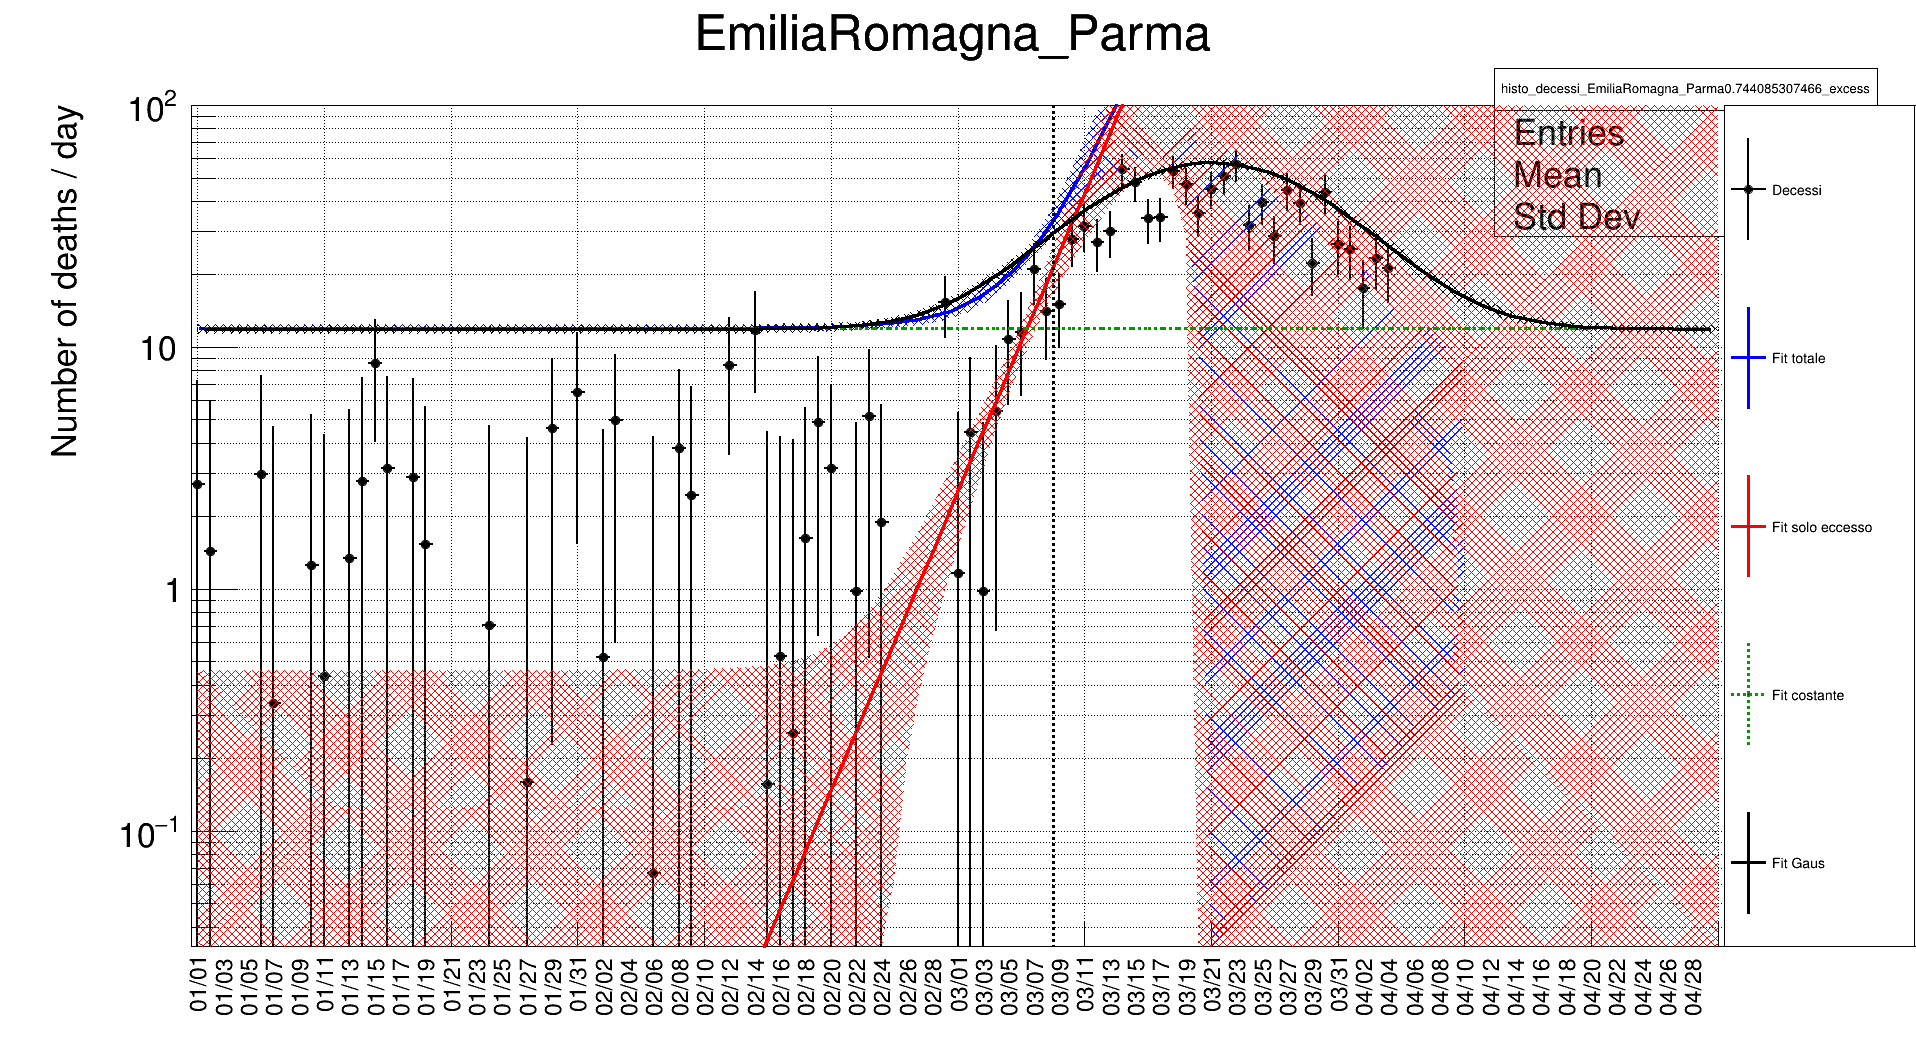 EmiliaRomagna_Parma
histo_decessi_EmiliaRomagna_Parma0.744085307466_excess
Entries
Mean
Std Dev
Number of deaths / day
10²
10
1
10⁻¹
Decessi
Fit totale
Fit solo eccesso
Fit costante
Fit Gaus
01/01 01/03 01/05 01/07 01/09 01/11 01/13 01/15 01/17 01/19 01/21 01/23 01/25 01/27 01/29 01/31 02/02 02/04 02/06 02/08 02/10 02/12 02/14 02/16 02/18 02/20 02/22 02/24 02/26 02/28 03/01 03/03 03/05 03/07 03/09 03/11 03/13 03/15 03/17 03/19 03/21 03/23 03/25 03/27 03/29 03/31 04/02 04/04 04/06 04/08 04/10 04/12 04/14 04/16 04/18 04/20 04/22 04/24 04/26 04/28